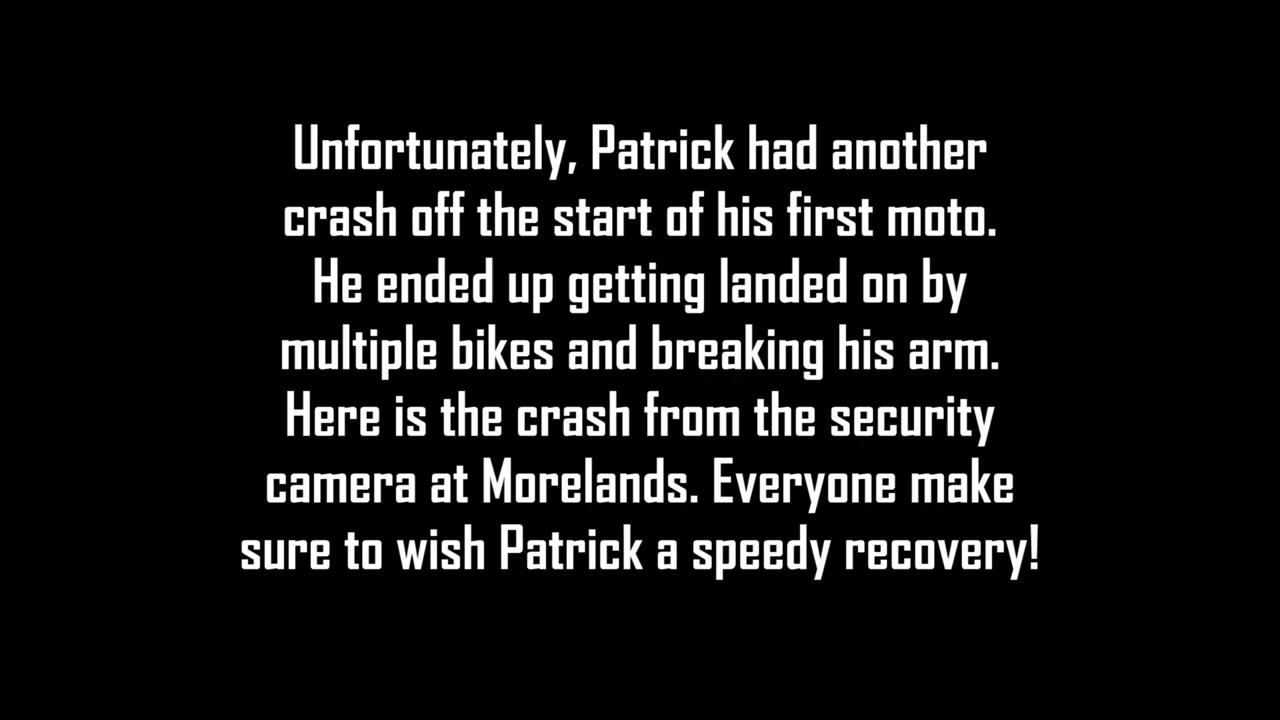 Unfortunately, Patrick had another
crash off the start of his first moto.
He ended up getting landed on by
multiple bikes and breaking his arm.
Here is the crash from the security
camera at Morelands. Everyone make
sure to wish Patrick a speedy recovery!